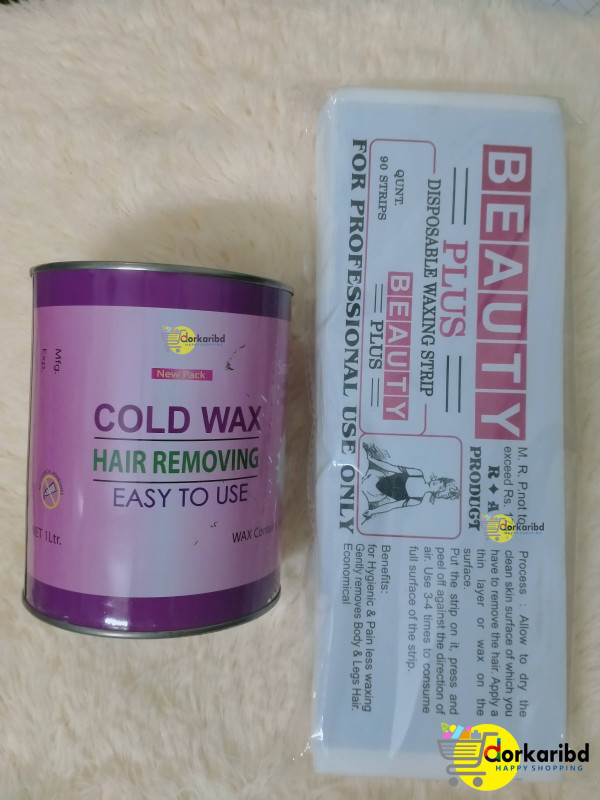 dorkaribd
HAPPY SHOPPING
New Pack
COLD WAX
HAIR REMOVING
EASY TO USE
Mfg.
Exp.
NET 1Ltr.
WAX
BEAUTY
PLUS
DISPOSABLE WAXING STRIP
QUNT.
90 STRIPS
BEAUTY
PLUS
FOR PROFESSIONAL USE ONLY
M. R. P.not to
exceed Rs.
R ♦ A
PRODUCT
dorkaribd
Process : Allow to dry the
clean skin surface of which you
have to remove the hair. Apply a
thin layer or wax on the
surface.
Put the strip on it, press and
peel off against the direction of
air. Use 3-4 times to consume
full surface of the strip.
Benefits:
for Hygienic & Pain less waxing
Gently removes Body & Legs Hair.
Economical
dorkaribd
HAPPY SHOPPING